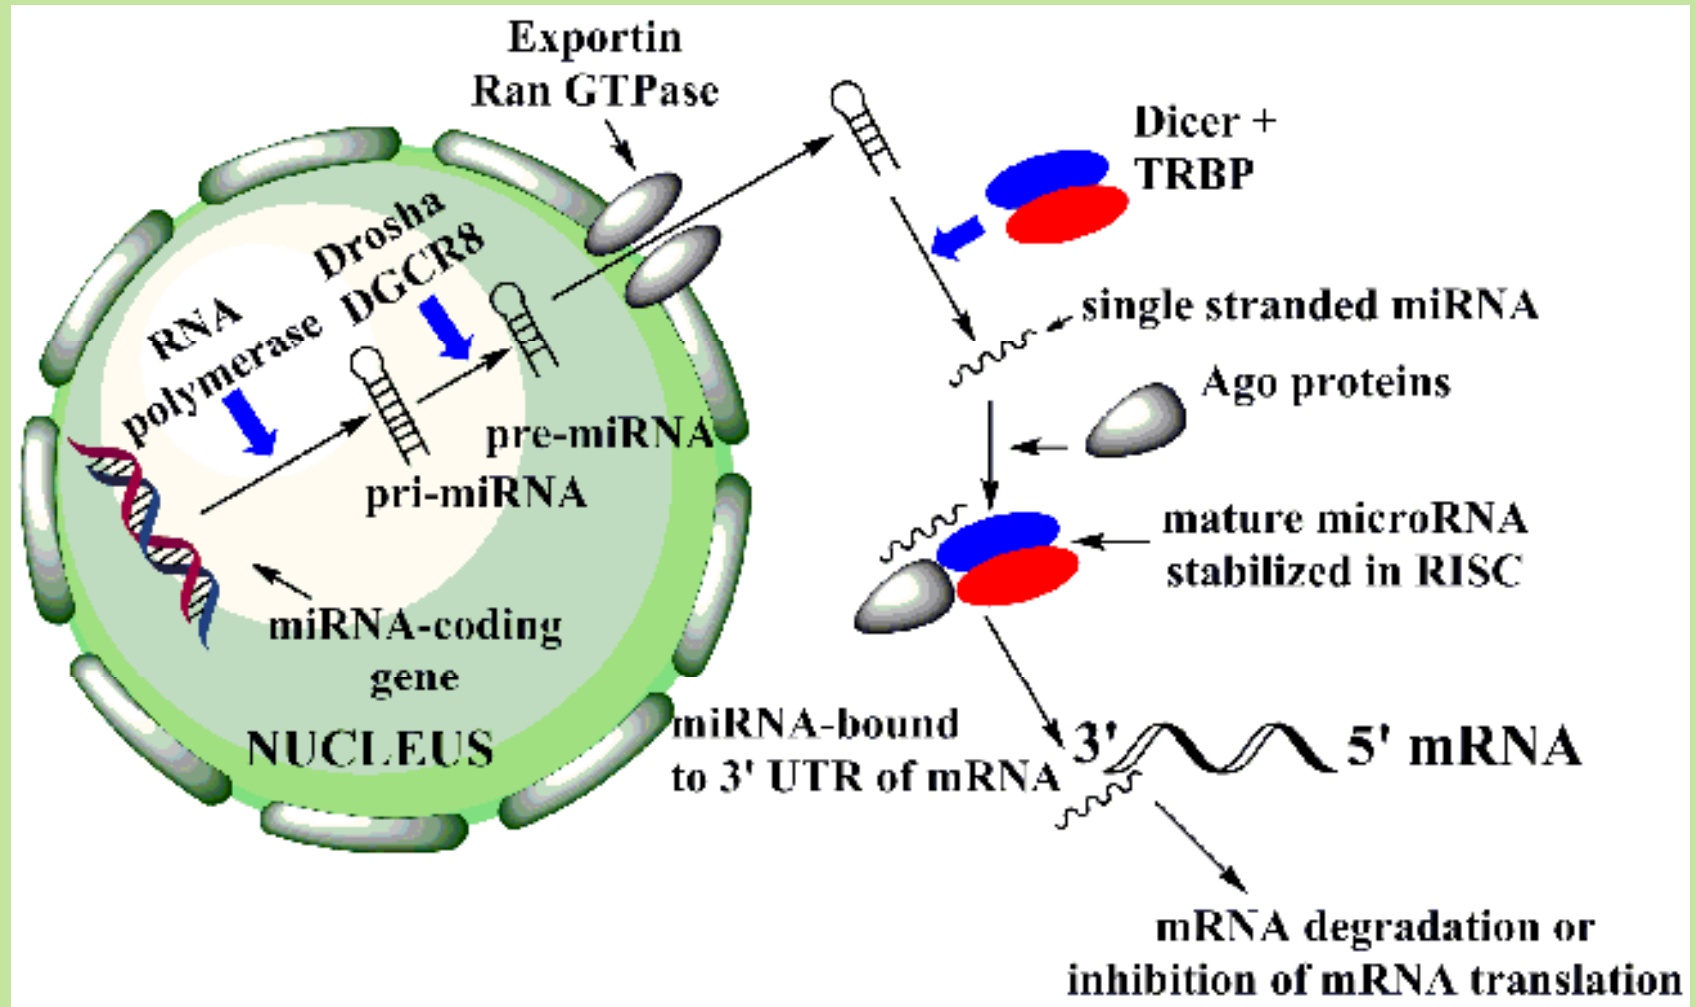 Exportin
Ran GTPase
Dicer +
TRBP
Drosha
DGCR8
RNA
polymerase
single stranded miRNA
Ago proteins
pre-miRNA
pri-miRNA
mature microRNA
stabilized in RISC
miRNA-coding
gene
NUCLEUS
miRNA-bound
to 3' UTR of mRNA
3' 5' mRNA
mRNA degradation or
inhibition of mRNA translation